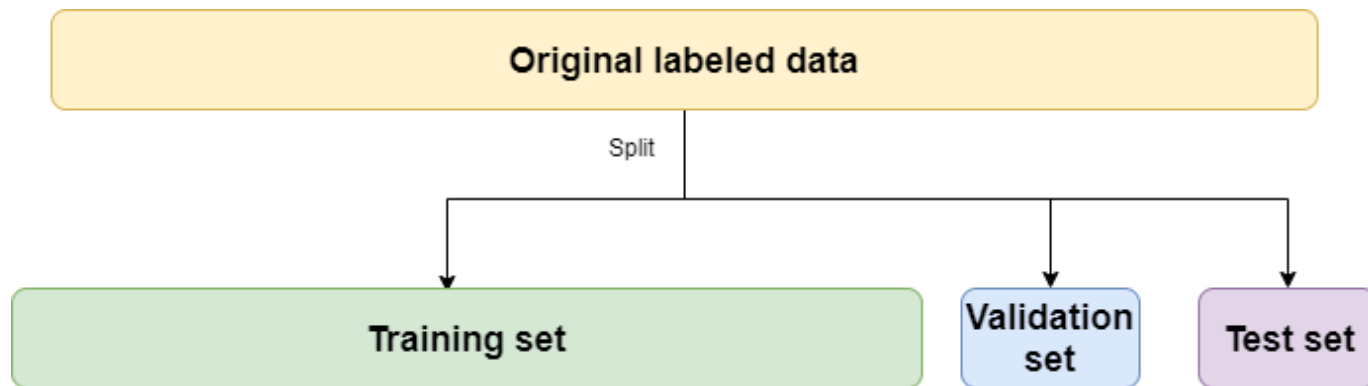 Original labeled data
Split
Training set
Validation
set
Test set